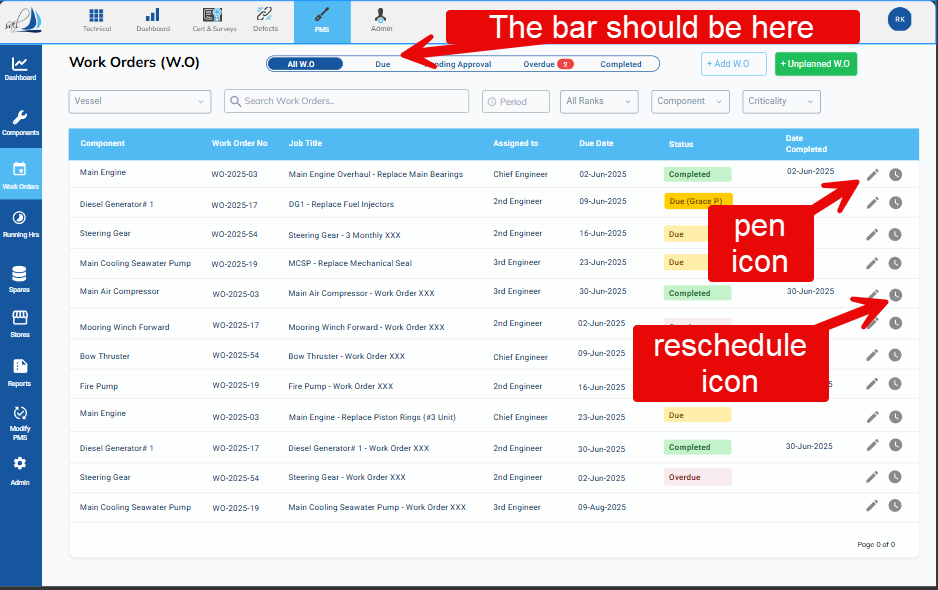 sail
Technical
Dashboard
Cert & Surveys
Defects
PMS
Admin
The bar should be here
RK
Dashboard
Components
Work Orders
Running Hrs
Spares
Stores
Reports
Modify
PMS
Admin
Work Orders (W.O)
All W.O Due Pending Approval Overdue 2 Completed
+ Add W.O + Unplanned W.O
Vessel Search Work Orders.. Period All Ranks Component Criticality
Component Work Order No Job Title Assigned to Due Date Status Date
Completed
Main Engine WO-2025-03 Main Engine Overhaul - Replace Main Bearings Chief Engineer 02-Jun-2025 Completed 02-Jun-2025
Diesel Generator# 1 WO-2025-17 DG1 - Replace Fuel Injectors 2nd Engineer 09-Jun-2025 Due (Grace P)
Steering Gear WO-2025-54 Steering Gear - 3 Monthly XXX 2nd Engineer 16-Jun-2025 Due
pen
icon
Main Cooling Seawater Pump WO-2025-19 MCSP - Replace Mechanical Seal 3rd Engineer 23-Jun-2025 Due
Main Air Compressor WO-2025-03 Main Air Compressor - Work Order XXX 3rd Engineer 30-Jun-2025 Completed 30-Jun-2025
Mooring Winch Forward WO-2025-17 Mooring Winch Forward - Work Order XXX 2nd Engineer 02-Jun-2025
reschedule
icon
Bow Thruster WO-2025-54 Bow Thruster - Work Order XXX Chief Engineer 09-Jun-2025
Fire Pump WO-2025-19 Fire Pump - Work Order XXX 2nd Engineer 16-Jun-2025
Main Engine WO-2025-03 Main Engine - Replace Piston Rings (#3 Unit) Chief Engineer 23-Jun-2025 Due
Diesel Generator# 1 WO-2025-17 Diesel Generator# 1 - Work Order XXX 2nd Engineer 30-Jun-2025 Completed 30-Jun-2025
Steering Gear WO-2025-54 Steering Gear - Work Order XXX 2nd Engineer 02-Jun-2025 Overdue
Main Cooling Seawater Pump WO-2025-19 Main Cooling Seawater Pump - Work Order XXX 3rd Engineer 09-Aug-2025
Page 0 of 0